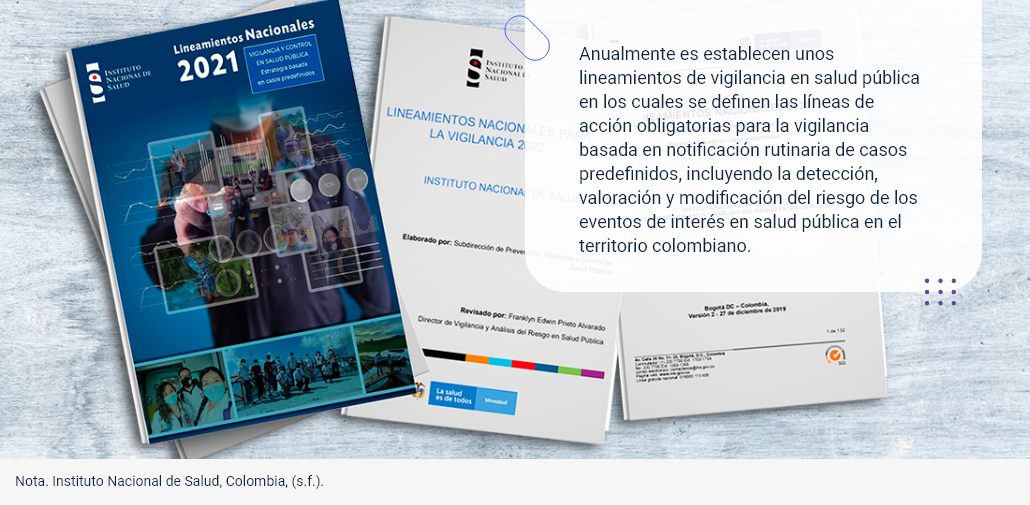 Lineamientos Nacionales
2021
VIGILANCIA Y CONTROL
EN SALUD PÚBLICA
Estrategia basada
en casos predefinidos
INSTITUTO
NACIONAL DE
SALUD
INSTITUTO
NACIONAL DE
SALUD
LINEAMIENTOS NACIONALES PARA
LA VIGILANCIA 2022
INSTITUTO NACIONAL DE SALUD
Elaborado por: Subdirección de Prevención, Vigilancia y Control en
Salud Pública
Revisado por: Franklyn Edwin Prieto Alvarado
Director de Vigilancia y Análisis del Riesgo en Salud Pública
La salud
es de todos
Minsalud
Anualmente es establecen unos
lineamientos de vigilancia en salud pública
en los cuales se definen las líneas de
acción obligatorias para la vigilancia
basada en notificación rutinaria de casos
predefinidos, incluyendo la detección,
valoración y modificación del riesgo de los
eventos de interés en salud pública en el
territorio colombiano.
Bogotá DC – Colombia,
Versión 2 - 27 de diciembre de 2019
Nota. Instituto Nacional de Salud, Colombia, (s.f.).